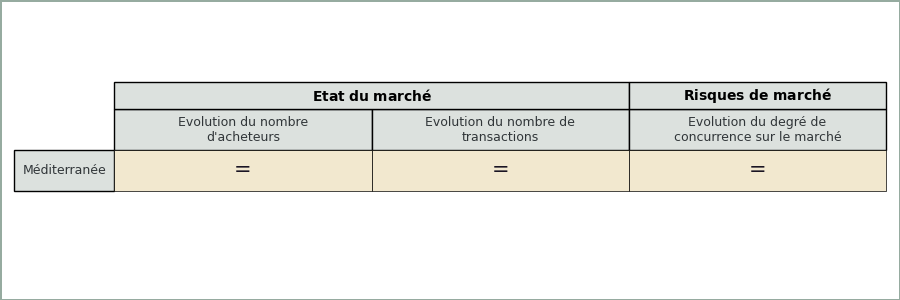 Etat du marché
Risques de marché
Evolution du nombre
d'acheteurs
Evolution du nombre de
transactions
Evolution du degré de
concurrence sur le marché
Méditerranée
=
=
=